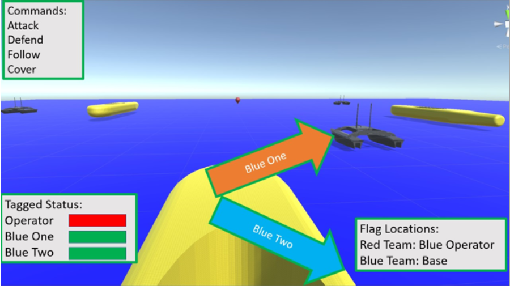 Commands:
Attack
Defend
Follow
Cover
Blue One
Blue Two
Tagged Status:
Operator
Blue One
Blue Two
Flag Locations:
Red Team: Blue Operator
Blue Team: Base